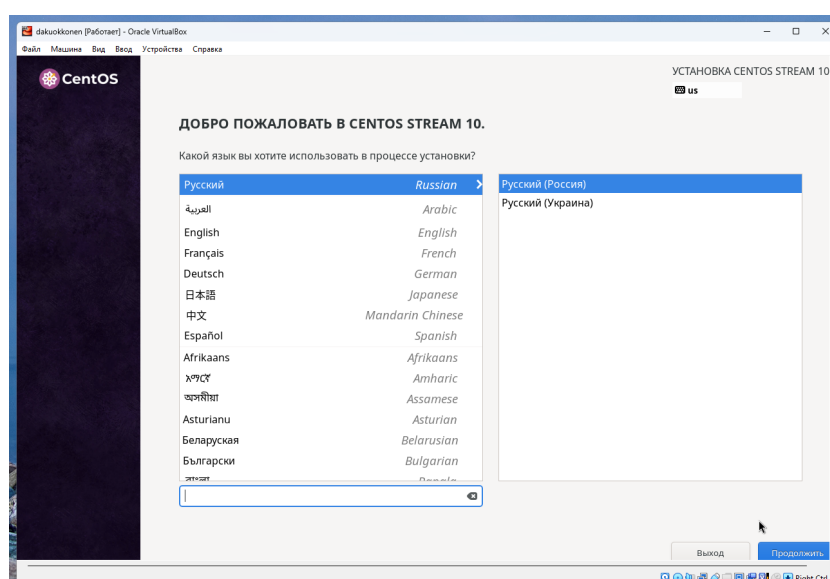 dakuokkonen [Работает] - Oracle VirtualBox
Файл Машина Вид Ввод Устройства Справка
CentOS
УСТАНОВКА CENTOS STREAM 10
us
ДОБРО ПОЖАЛОВАТЬ В CENTOS STREAM 10.
Какой язык вы хотите использовать в процессе установки?
Русский Russian
Русский (Россия)
Русский (Украина)
العربية Arabic
English English
Français French
Deutsch German
日本語 Japanese
中文 Mandarin Chinese
Español Spanish
Afrikaans Afrikaans
አማርኛ Amharic
অসমীয়া Assamese
Asturianu Asturian
Беларуская Belarusian
Български Bulgarian
বাংলা Bangla
Выход Продолжить
Right Ctrl